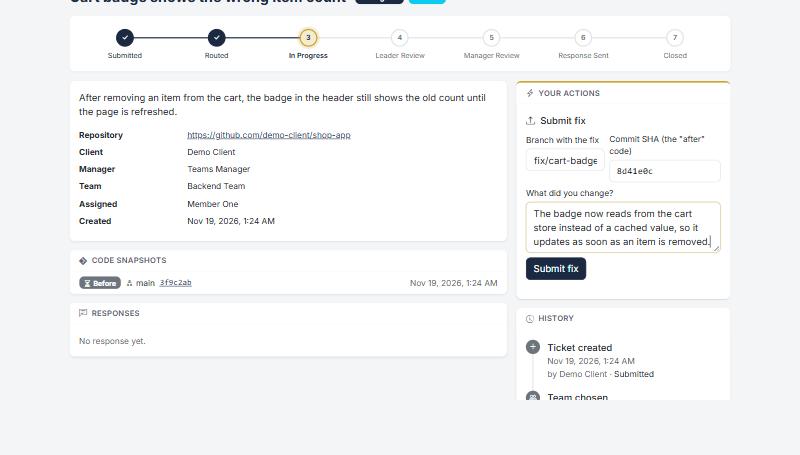 Cart badge shows the wrong item count
3
4
5
6
7
Submitted
Routed
In Progress
Leader Review
Manager Review
Response Sent
Closed
After removing an item from the cart, the badge in the header still shows the old count until
the page is refreshed.
Repository https://github.com/demo-client/shop-app
Client Demo Client
Manager Teams Manager
Team Backend Team
Assigned Member One
Created Nov 19, 2026, 1:24 AM
CODE SNAPSHOTS
Before main 3f9c2ab Nov 19, 2026, 1:24 AM
RESPONSES
No response yet.
YOUR ACTIONS
Submit fix
Branch with the fix
fix/cart-badge
Commit SHA (the "after"
code)
8d41e0c
What did you change?
The badge now reads from the cart
store instead of a cached value, so it
updates as soon as an item is removed.
Submit fix
HISTORY
Ticket created
Nov 19, 2026, 1:24 AM
by Demo Client · Submitted
Team chosen